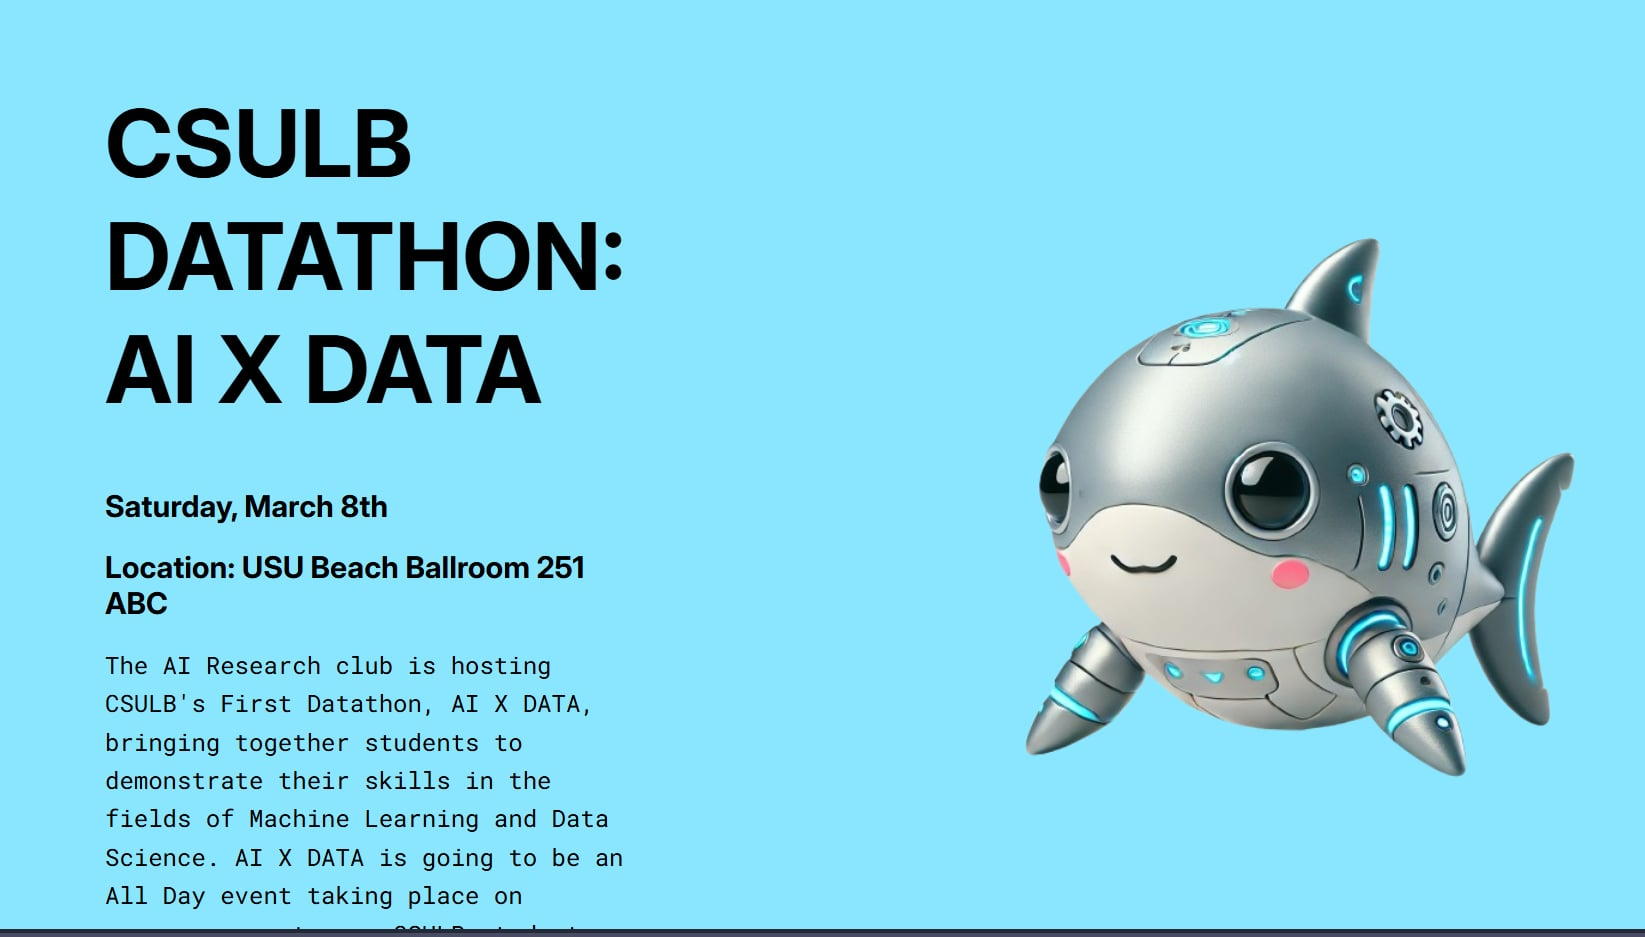 CSULB
DATATHON:
AI X DATA
Saturday, March 8th
Location: USU Beach Ballroom 251
ABC
The AI Research club is hosting
CSULB's First Datathon, AI X DATA,
bringing together students to
demonstrate their skills in the
fields of Machine Learning and Data
Science. AI X DATA is going to be an
All Day event taking place on